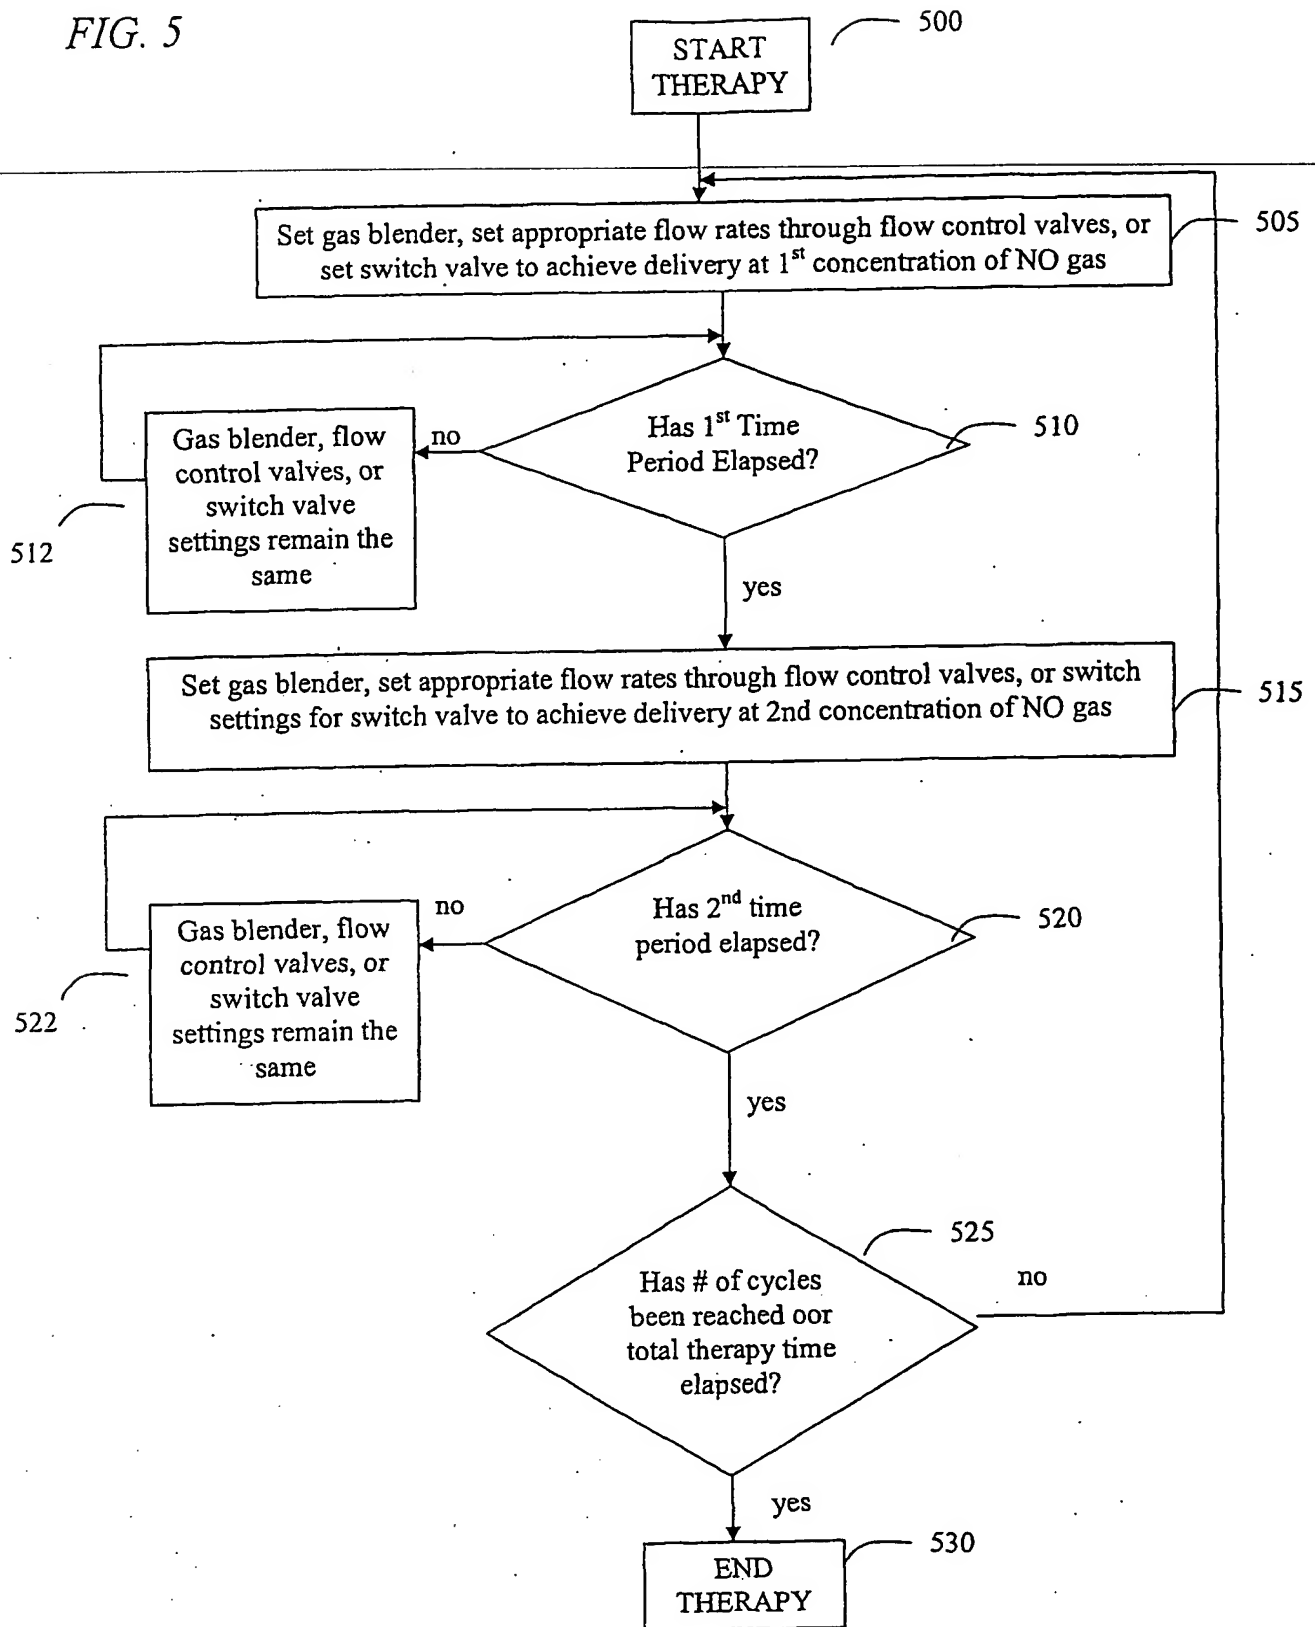 FIG. 5
500
START
THERAPY
505
Set gas blender, set appropriate flow rates through flow control valves, or
set switch valve to achieve delivery at 1st concentration of NO gas
Has 1st Time
Period Elapsed?
510
no
Gas blender, flow
control valves, or
switch valve
settings remain the
same
512
yes
Set gas blender, set appropriate flow rates through flow control valves, or switch
settings for switch valve to achieve delivery at 2nd concentration of NO gas
515
Has 2nd time
period elapsed?
520
no
Gas blender, flow
control valves, or
switch valve
settings remain the
same
522
yes
525
Has # of cycles
been reached oor
total therapy time
elapsed?
no
yes
530
END
THERAPY